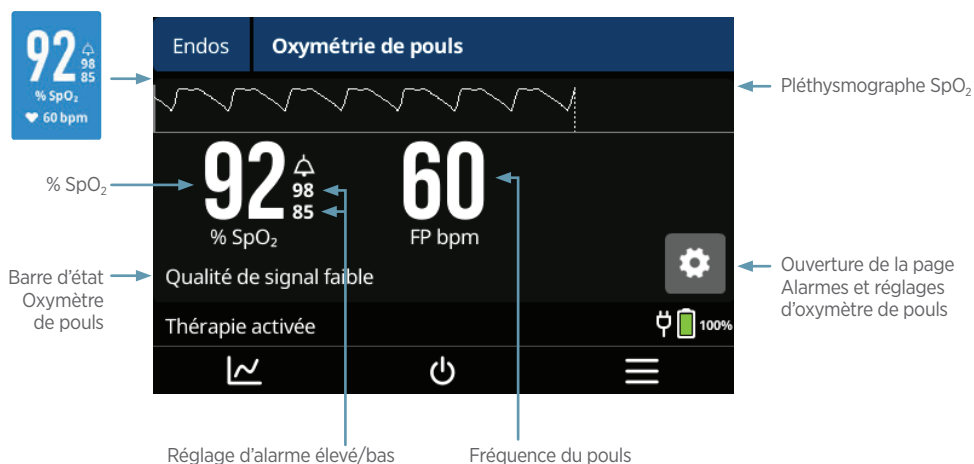 92
98
85
% SpO₂
60 bpm
Endos Oxymétrie de pouls
Pléthysmographe SpO₂
% SpO₂
92
98
85
% SpO₂
60
FP bpm
Barre d'état
Oxymètre
de pouls
Qualité de signal faible
Ouverture de la page
Alarmes et réglages
d'oxymètre de pouls
Thérapie activée
100%
Réglage d'alarme élevé/bas
Fréquence du pouls